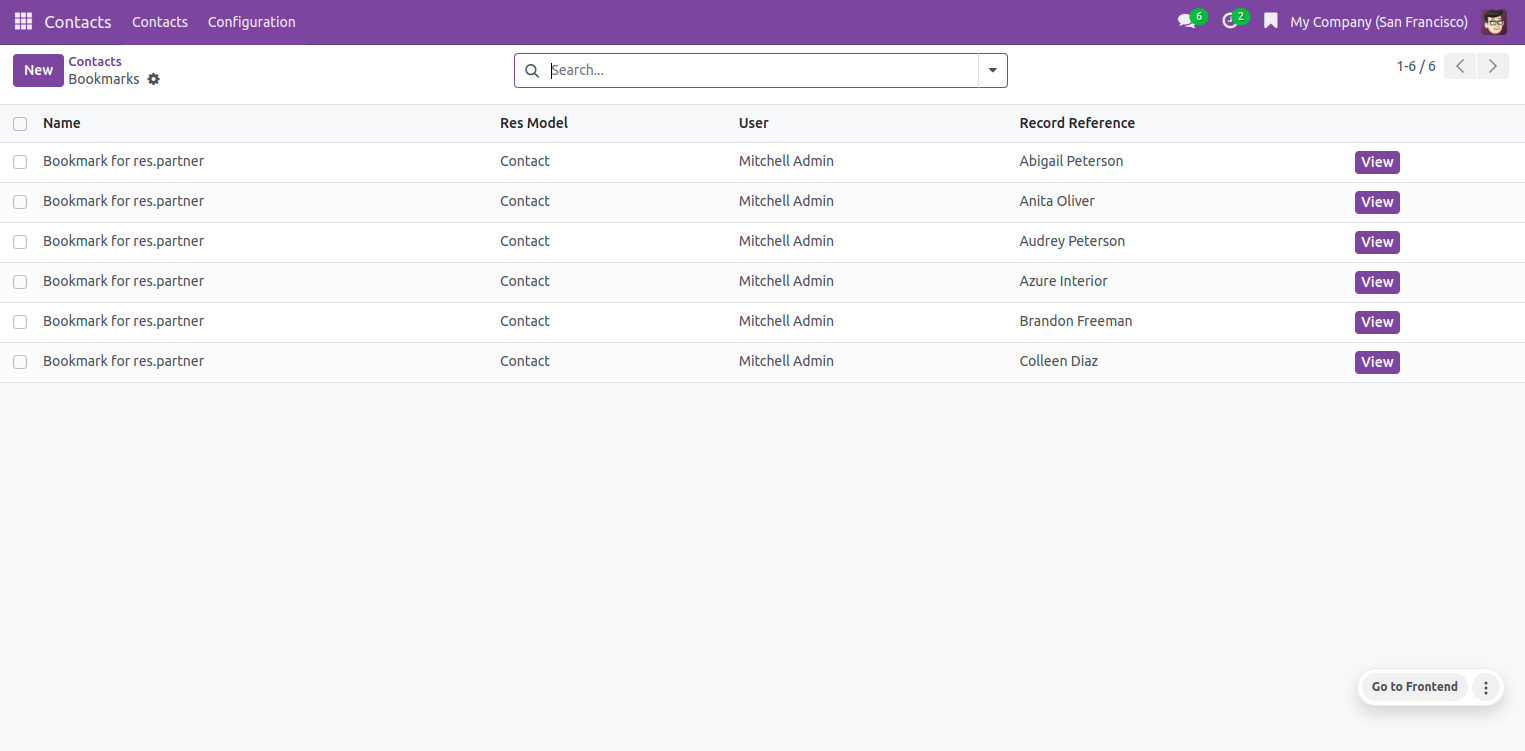 Contacts Contacts Configuration 6 2 My Company (San Francisco)
New Contacts Search... 1-6 / 6
Bookmarks
Name Res Model User Record Reference
Bookmark for res.partner Contact Mitchell Admin Abigail Peterson View
Bookmark for res.partner Contact Mitchell Admin Anita Oliver View
Bookmark for res.partner Contact Mitchell Admin Audrey Peterson View
Bookmark for res.partner Contact Mitchell Admin Azure Interior View
Bookmark for res.partner Contact Mitchell Admin Brandon Freeman View
Bookmark for res.partner Contact Mitchell Admin Colleen Diaz View
Go to Frontend